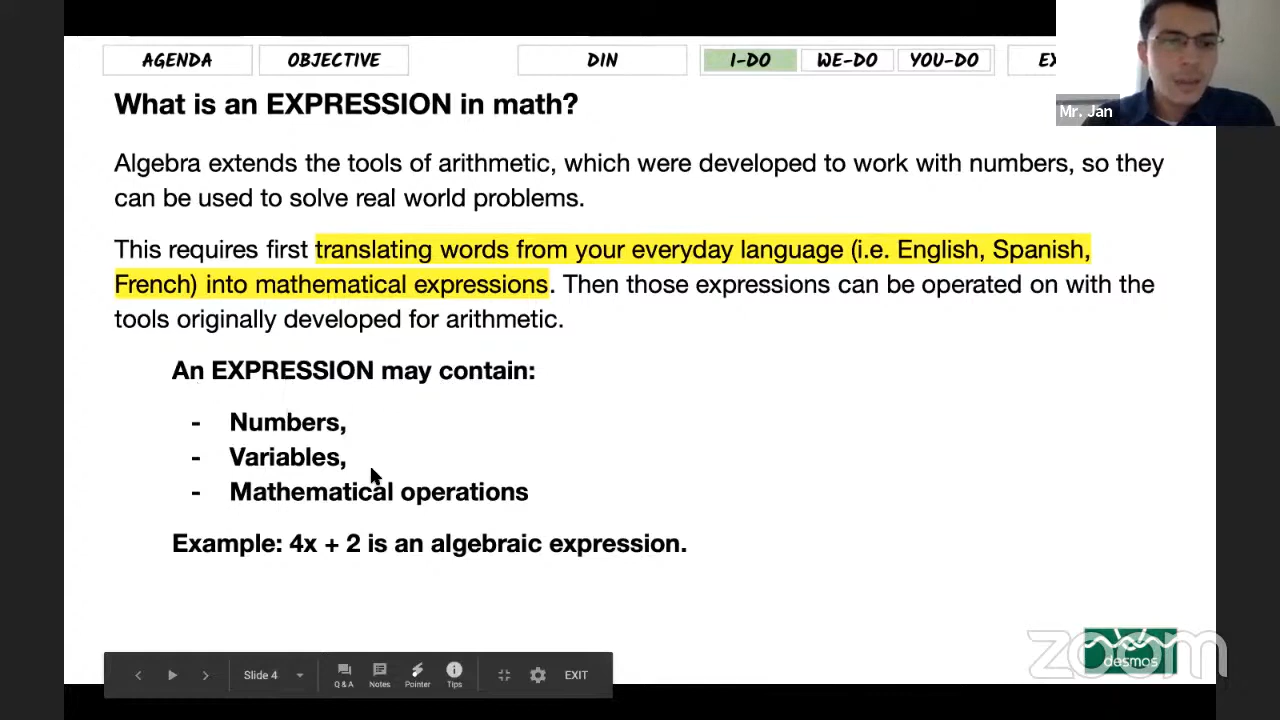 AGENDA OBJECTIVE DIN I-DO WE-DO YOU-DO
Mr. Jan
What is an EXPRESSION in math?
Algebra extends the tools of arithmetic, which were developed to work with numbers, so they
can be used to solve real world problems.
This requires first translating words from your everyday language (i.e. English, Spanish,
French) into mathematical expressions. Then those expressions can be operated on with the
tools originally developed for arithmetic.
An EXPRESSION may contain:
- Numbers,
- Variables,
- Mathematical operations
Example: 4x + 2 is an algebraic expression.
zoom
desmos
Slide 4 Q & A Notes Pointer Tips EXIT